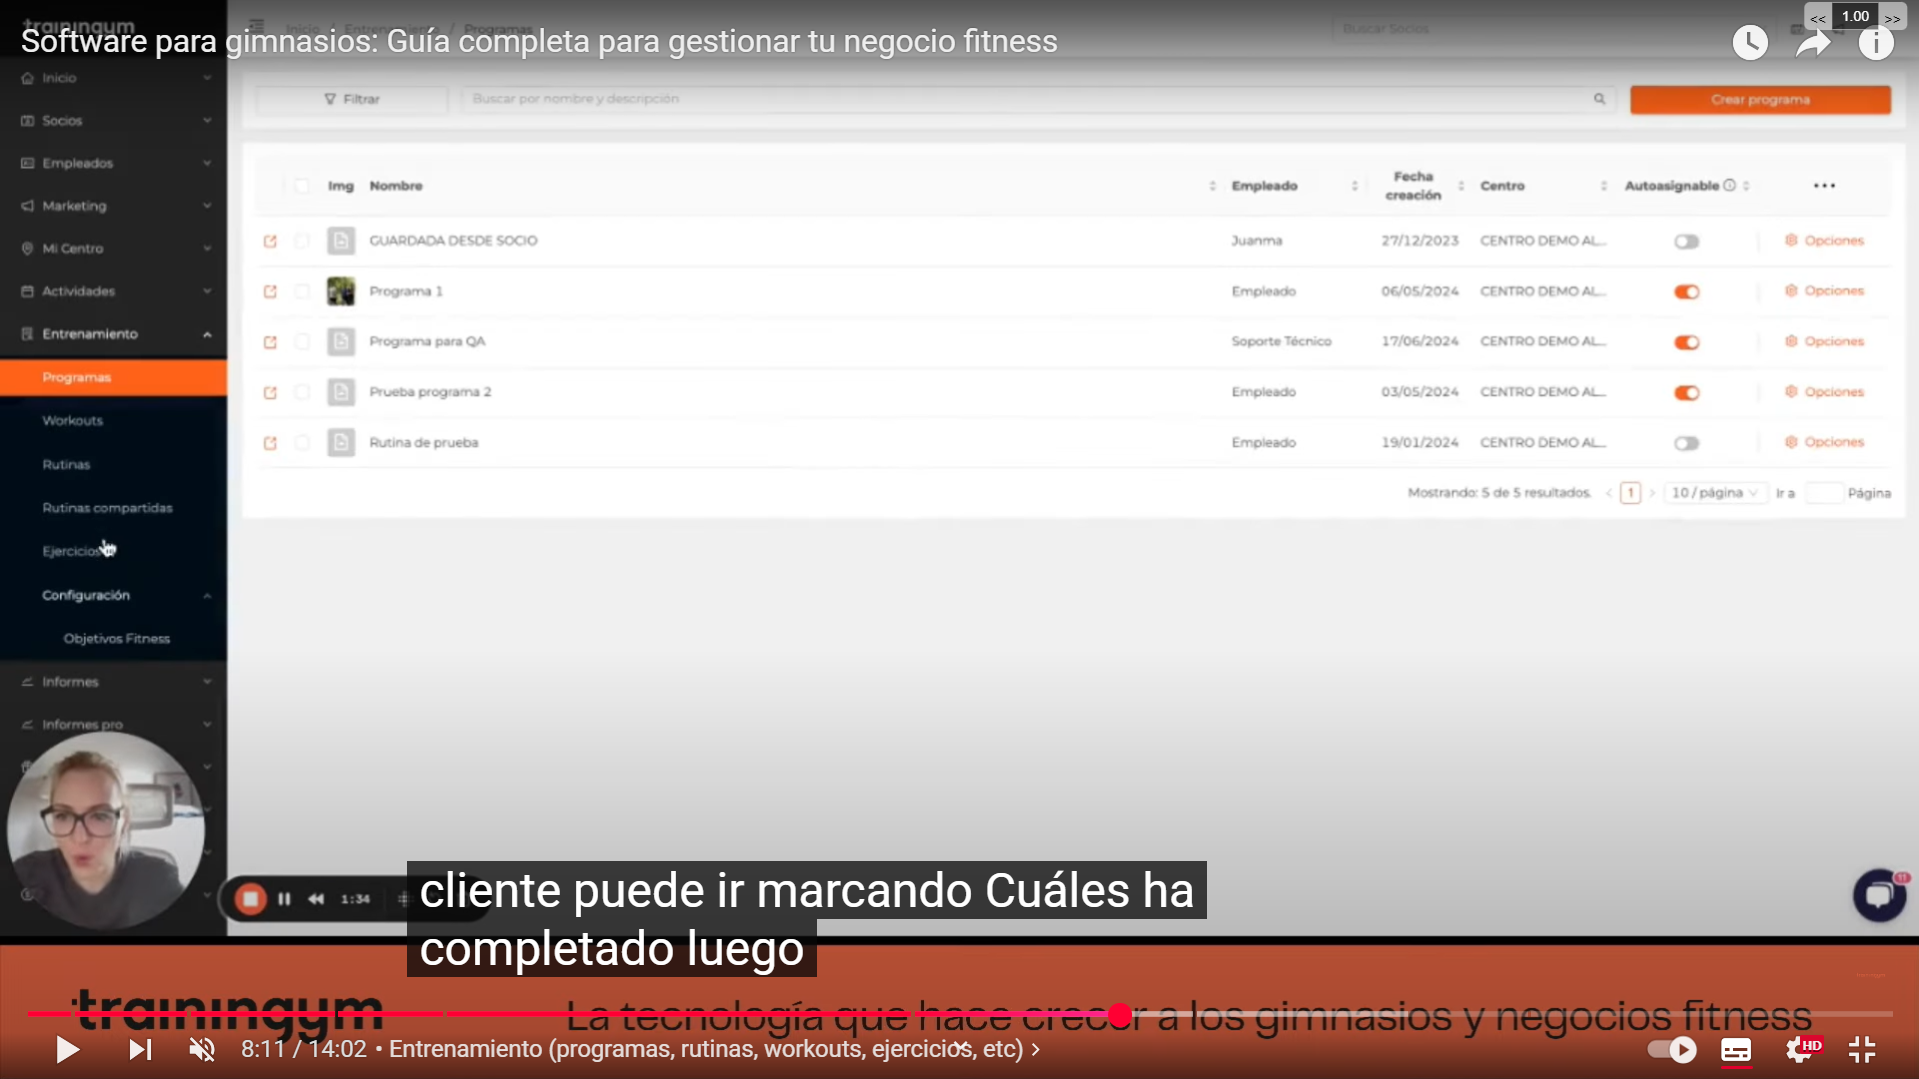 trainingym
Inicio / Entrenamiento / Programas
Buscar Socios
<< 1.00 >>
Software para gimnasios: Guía completa para gestionar tu negocio fitness
Inicio
Socios
Empleados
Marketing
Mi Centro
Actividades
Entrenamiento
Programas
Workouts
Rutinas
Rutinas compartidas
Ejercicios
Configuración
Objetivos Fitness
Informes
Informes pro
Filtrar
Buscar por nombre y descripción
Crear programa
Img Nombre Empleado Fecha creación Centro Autoasignable
GUARDADA DESDE SOCIO Juanma 27/12/2023 CENTRO DEMO AL... Opciones
Programa 1 Empleado 06/05/2024 CENTRO DEMO AL... Opciones
Programa para QA Soporte Técnico 17/06/2024 CENTRO DEMO AL... Opciones
Prueba programa 2 Empleado 03/05/2024 CENTRO DEMO AL... Opciones
Rutina de prueba Empleado 19/01/2024 CENTRO DEMO AL... Opciones
Mostrando: 5 de 5 resultados. < 1 > 10 / página Ir a Página
1:34
11
cliente puede ir marcando Cuáles ha
completado luego
trainingym
La tecnología que hace crecer a los gimnasios y negocios fitness
8:11 / 14:02 • Entrenamiento (programas, rutinas, workouts, ejercicios, etc) >
HD